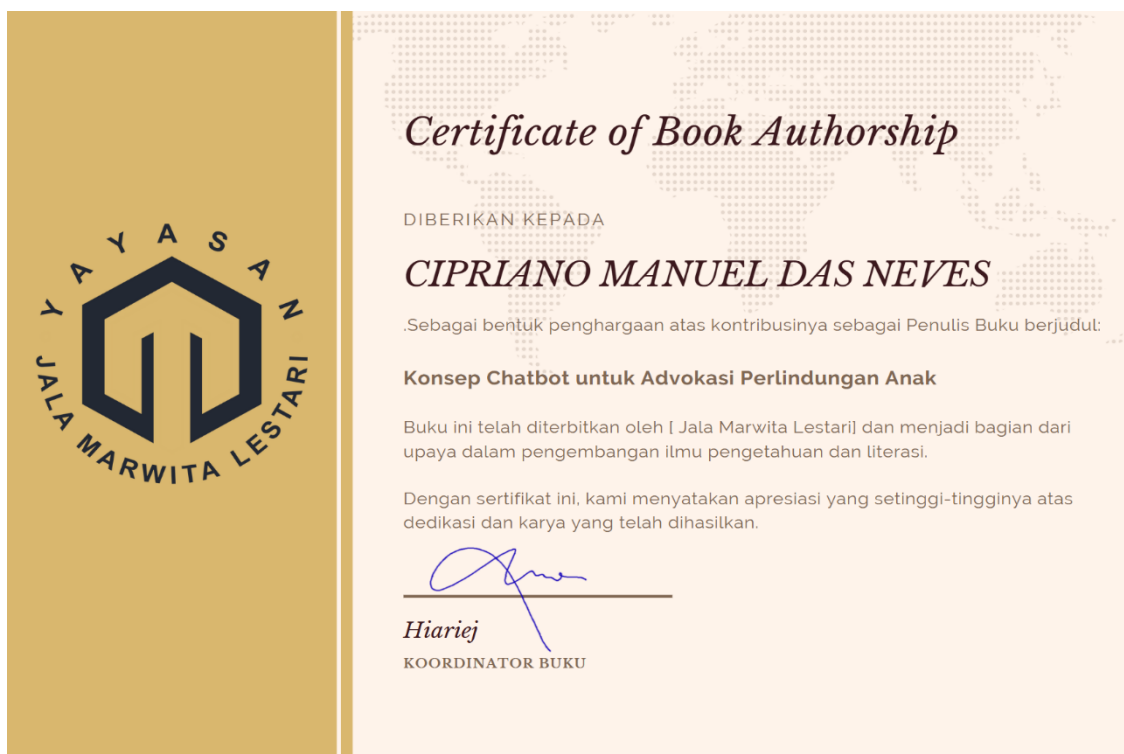 YAYASAN
JALA MARWITA LESTARI
Certificate of Book Authorship
DIBERIKAN KEPADA
CIPRIANO MANUEL DAS NEVES
.Sebagai bentuk penghargaan atas kontribusinya sebagai Penulis Buku berjudul:
Konsep Chatbot untuk Advokasi Perlindungan Anak
Buku ini telah diterbitkan oleh [ Jala Marwita Lestari] dan menjadi bagian dari
upaya dalam pengembangan ilmu pengetahuan dan literasi.
Dengan sertifikat ini, kami menyatakan apresiasi yang setinggi-tingginya atas
dedikasi dan karya yang telah dihasilkan.
Hiariej
KOORDINATOR BUKU